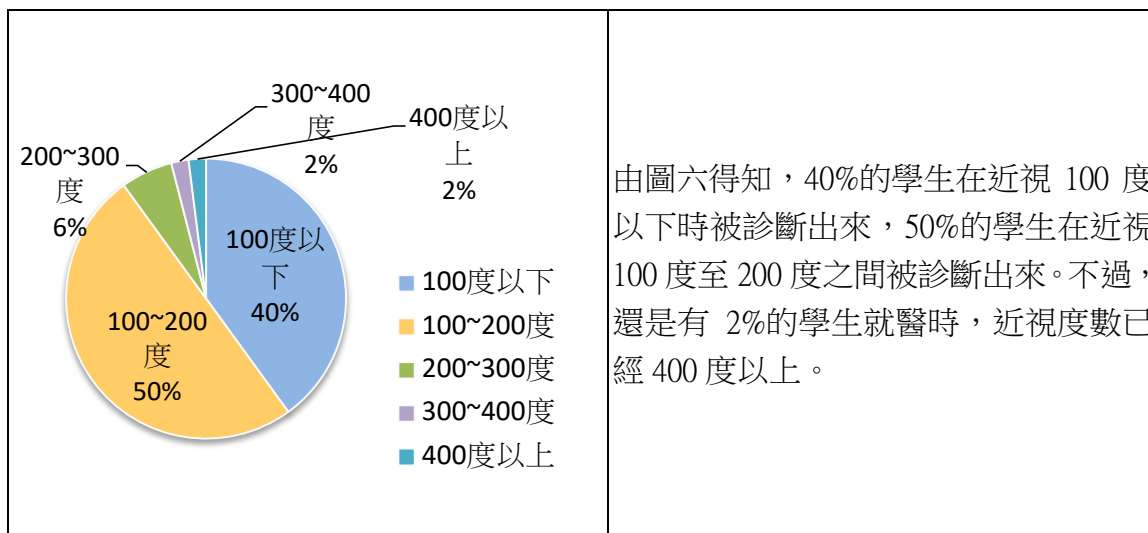 300~400
度
2%
400度以
上
2%
200~300
度
6%
100度以
下
40%
100~200
度
50%
100度以下
100~200度
200~300度
300~400度
400度以上
由圖六得知，40%的學生在近視 100 度
以下時被診斷出來，50%的學生在近視
100 度至 200 度之間被診斷出來。不過，
還是有 2%的學生就醫時，近視度數已
經 400 度以上。